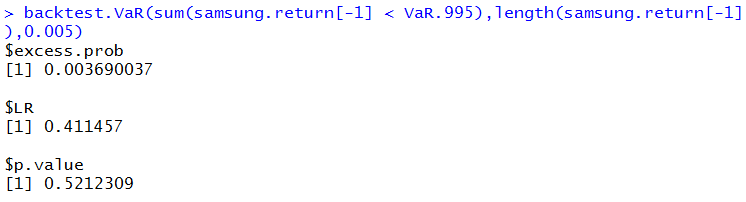 > backtest.VaR(sum(samsung.return[-1] < VaR.995),length(samsung.return[-1]
),0.005)
$excess.prob
[1] 0.003690037
$LR
[1] 0.411457
$p.value
[1] 0.5212309